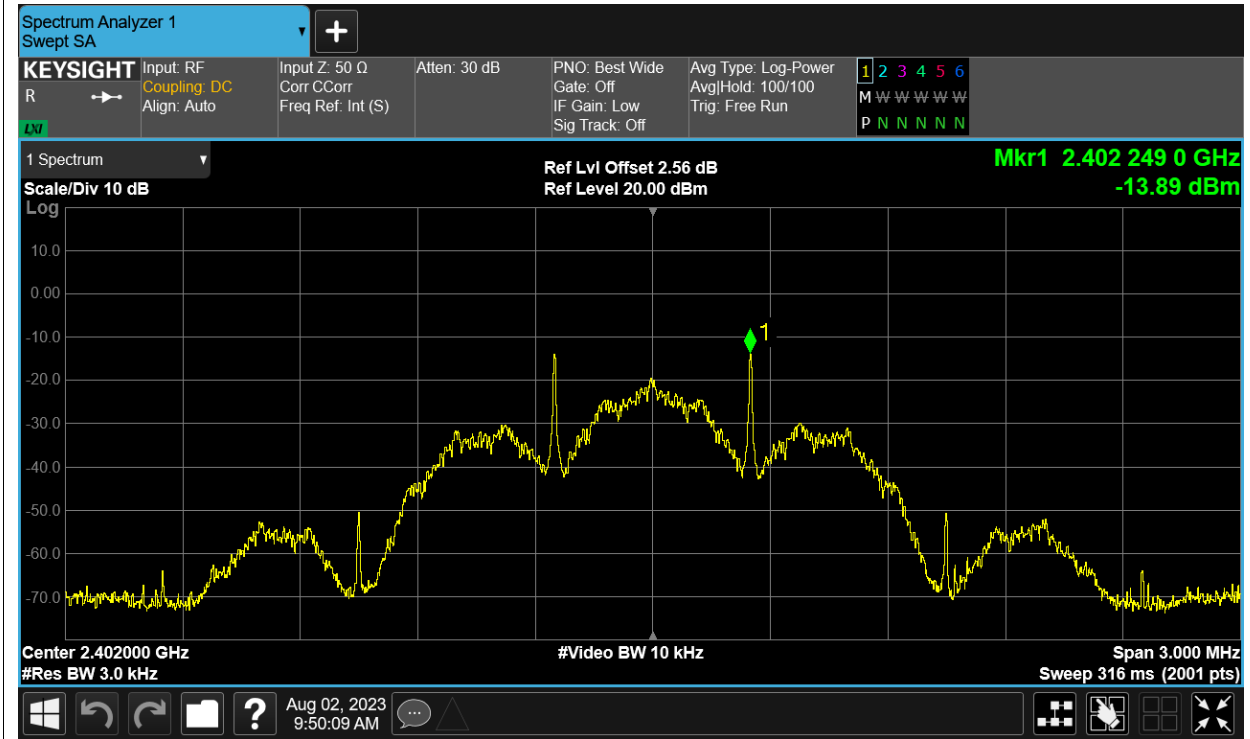 Spectrum Analyzer 1
Swept SA
+
KEYSIGHT
R
LXI
Input: RF
Coupling: DC
Align: Auto
Input Z: 50 Ω
Corr CCorr
Freq Ref: Int (S)
Atten: 30 dB
PNO: Best Wide
Gate: Off
IF Gain: Low
Sig Track: Off
Avg Type: Log-Power
Avg|Hold: 100/100
Trig: Free Run
1 2 3 4 5 6
M W W W W W
P N N N N N
1 Spectrum
Scale/Div 10 dB
Log
Ref Lvl Offset 2.56 dB
Ref Level 20.00 dBm
Mkr1 2.402 249 0 GHz
-13.89 dBm
10.0
0.00
-10.0
-20.0
-30.0
-40.0
-50.0
-60.0
-70.0
1
Center 2.402000 GHz
#Res BW 3.0 kHz
#Video BW 10 kHz
Span 3.000 MHz
Sweep 316 ms (2001 pts)
?
Aug 02, 2023
9:50:09 AM